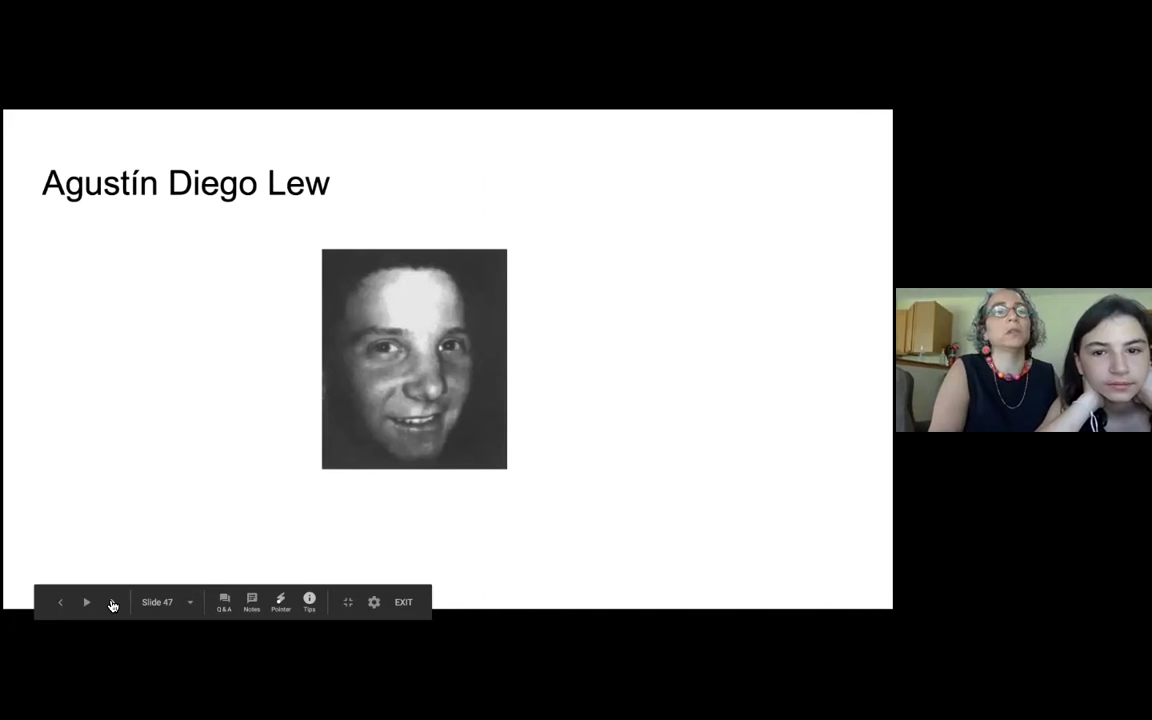 Agustín Diego Lew
Slide 47
Q&A
Notes
Pointer
Tips
EXIT